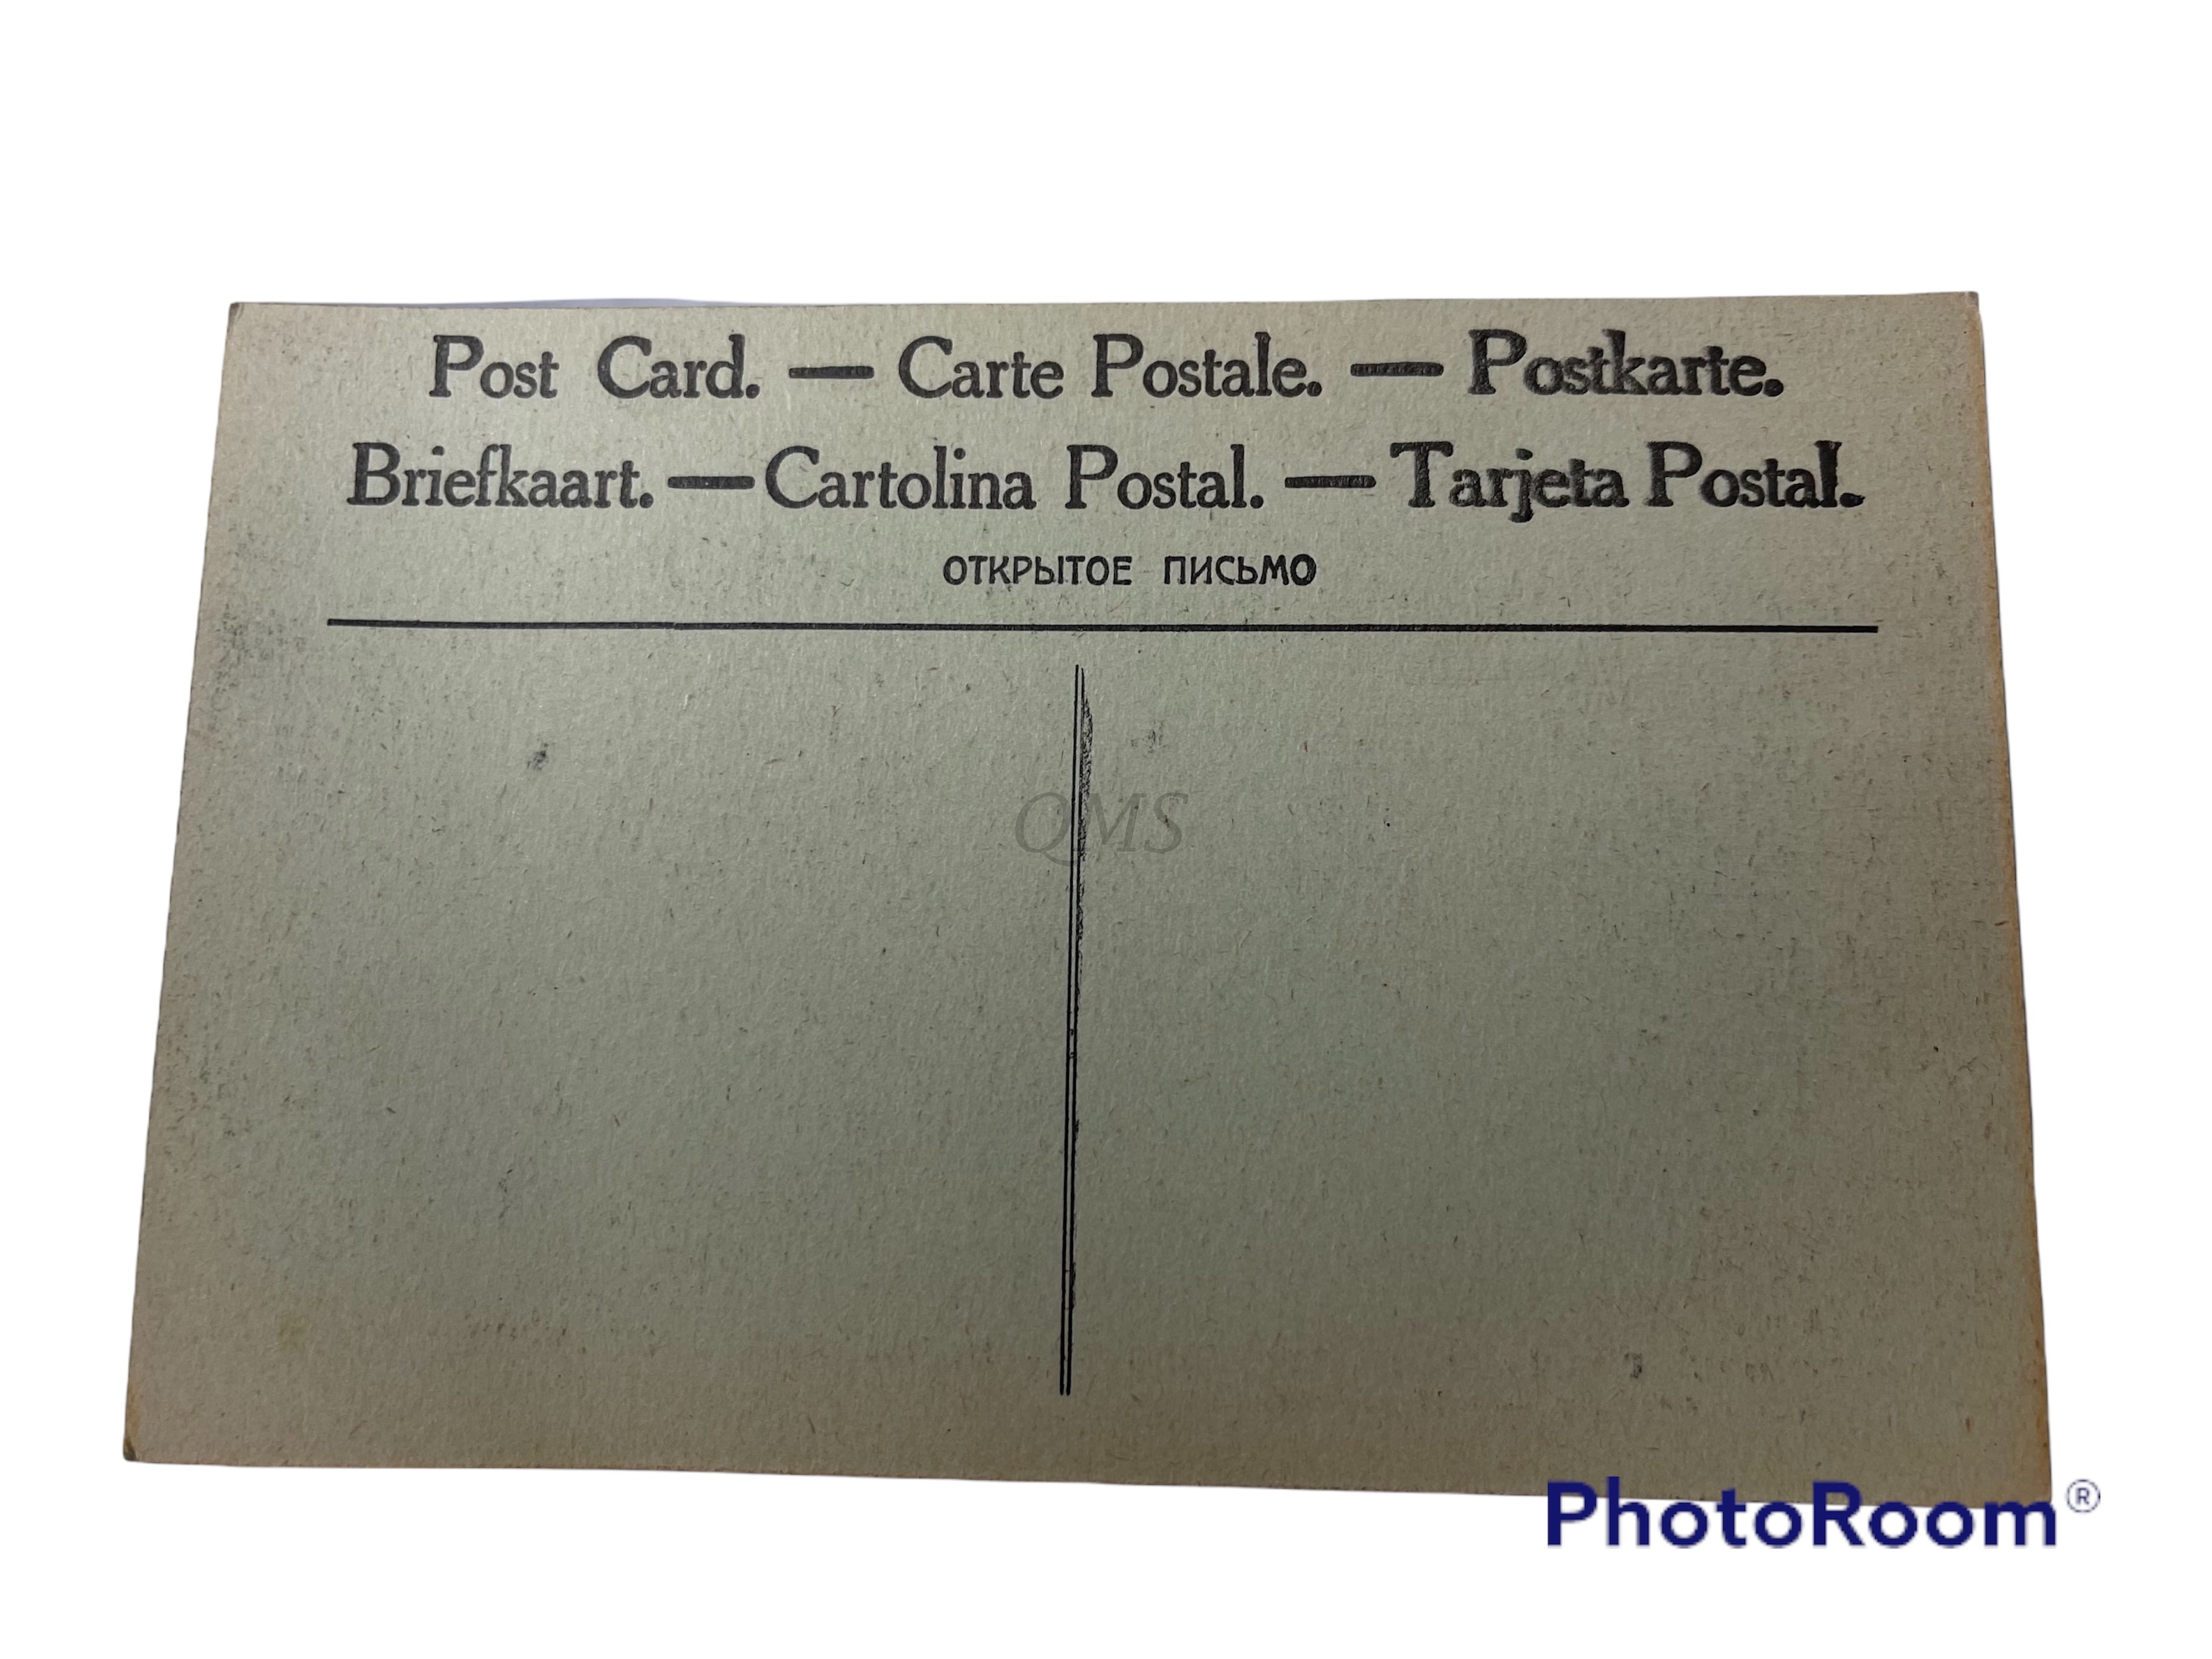 Post Card. — Carte Postale. — Postkarte.
Briefkaart. — Cartolina Postal. — Tarjeta Postal.
ОТКРЫТОЕ ПИСЬМО
QMS
PhotoRoom®